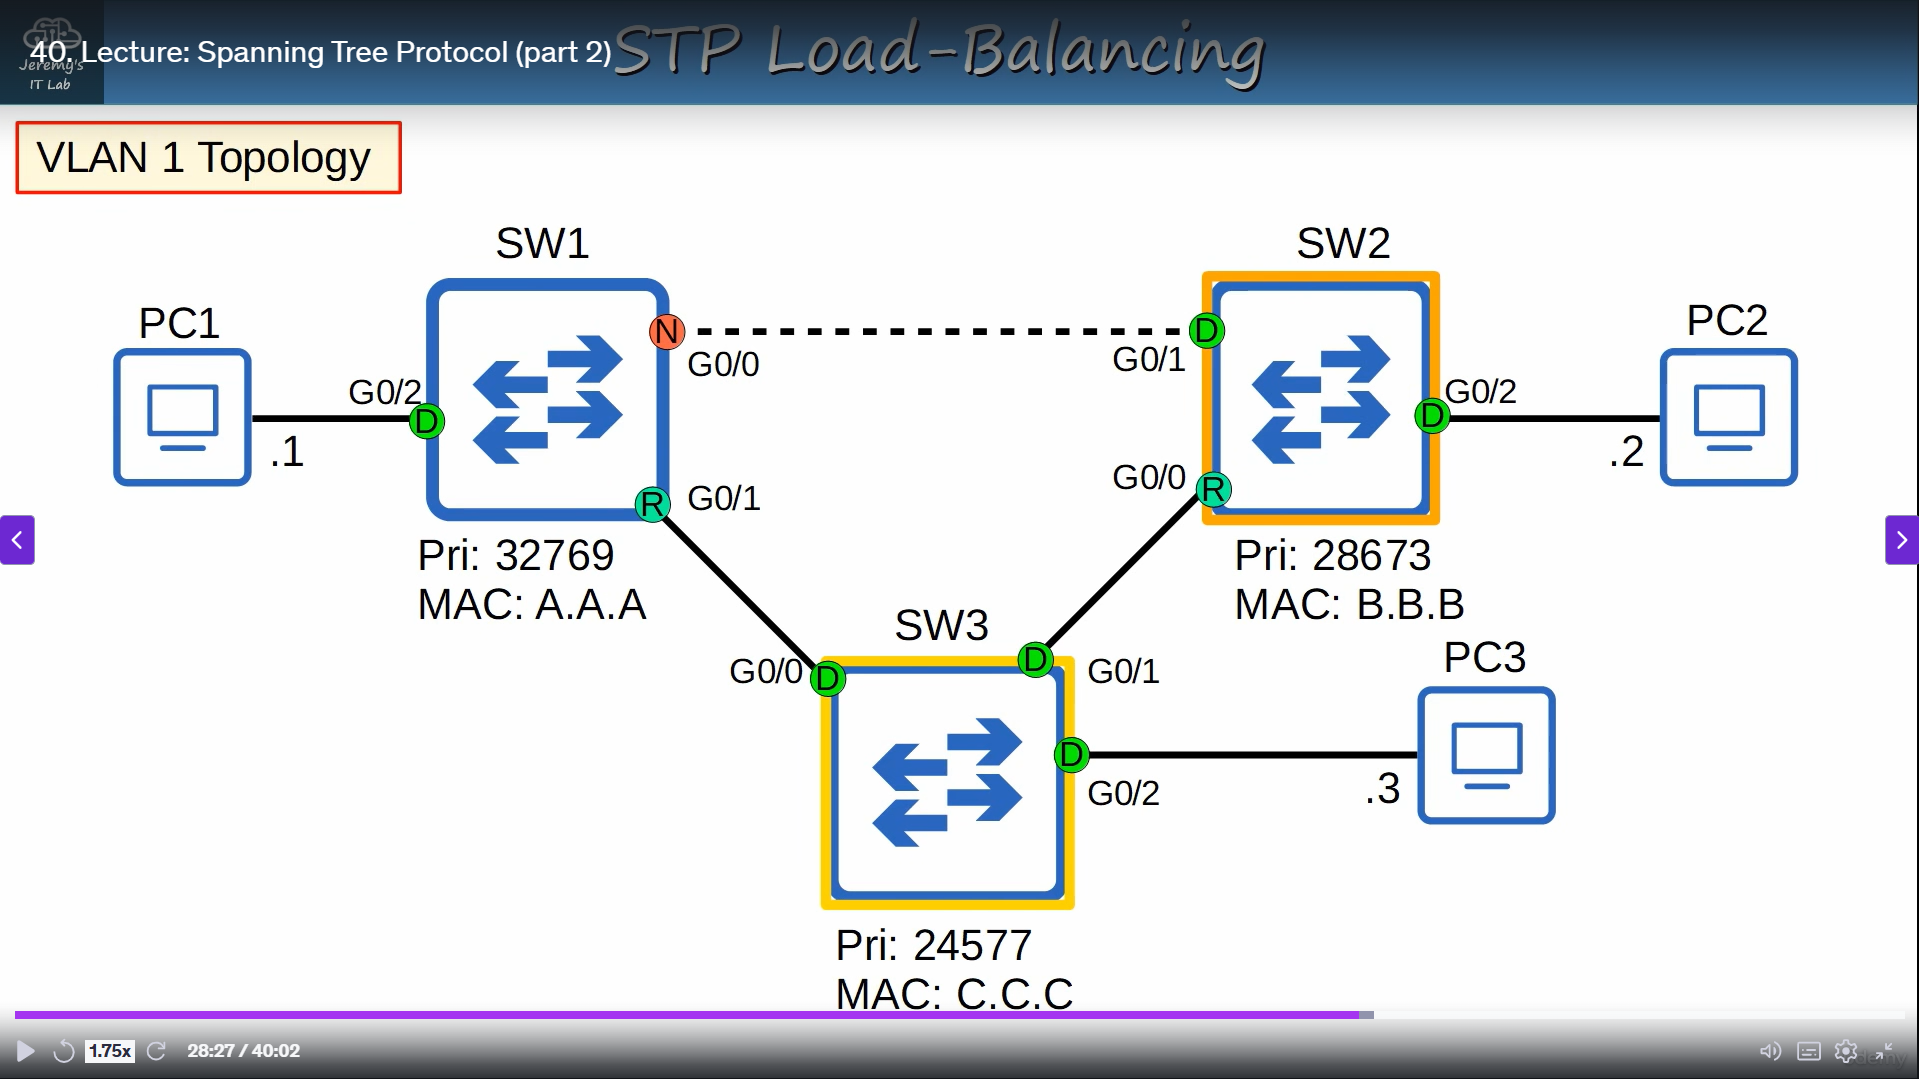 40. Lecture: Spanning Tree Protocol (part 2)
STP Load-Balancing
Jeremy's
IT Lab
VLAN 1 Topology
SW1
SW2
PC1
PC2
N
D
G0/0
G0/1
G0/2
G0/2
D
D
.1
.2
G0/0
R
G0/1
R
Pri: 32769
MAC: A.A.A
Pri: 28673
MAC: B.B.B
SW3
PC3
G0/0
D
D
G0/1
D
G0/2
.3
Pri: 24577
MAC: C.C.C
1.75x
28:27 / 40:02
udemy